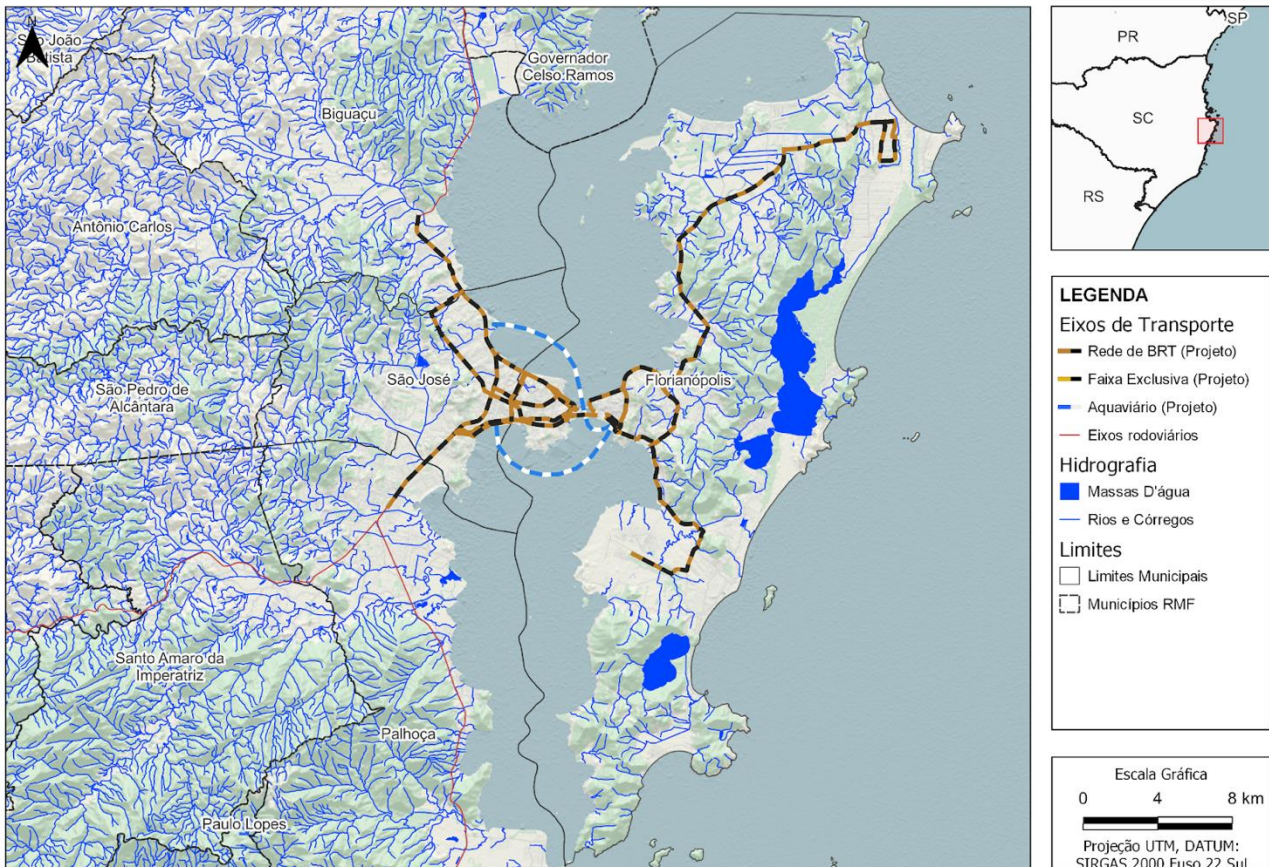 N
São João
Batista
Governador
Celso Ramos
Biguaçu
Antônio Carlos
São Pedro de
Alcântara
São José
Florianópolis
Santo Amaro da
Imperatriz
Palhoça
Paulo Lopes
SP
PR
SC
RS
LEGENDA
Eixos de Transporte
Rede de BRT (Projeto)
Faixa Exclusiva (Projeto)
Aquaviário (Projeto)
Eixos rodoviários
Hidrografia
Massas D'água
Rios e Córregos
Limites
Limites Municipais
Municípios RMF
Escala Gráfica
0 4 8 km
Projeção UTM, DATUM:
SIRGAS 2000 Fuso 22 Sul